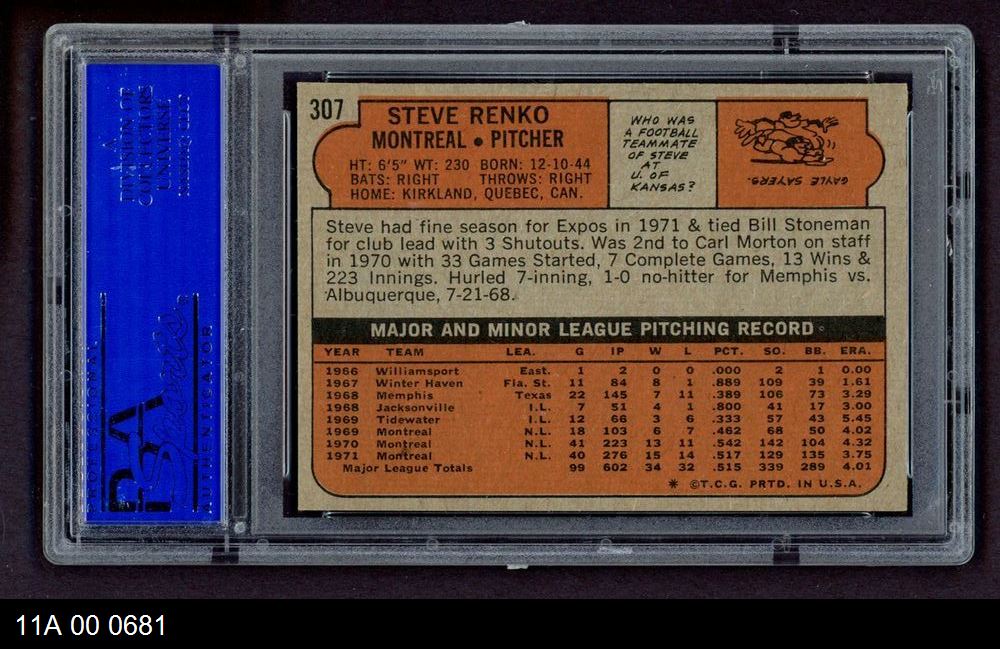 307
STEVE RENKO
MONTREAL • PITCHER
HT: 6'5" WT: 230 BORN: 12-10-44
BATS: RIGHT THROWS: RIGHT
HOME: KIRKLAND, QUEBEC, CAN.
WHO WAS
A FOOTBALL
TEAMMATE
OF STEVE
AT
U. OF
KANSAS?
GAYLE SAYERS.
Steve had fine season for Expos in 1971 & tied Bill Stoneman
for club lead with 3 Shutouts. Was 2nd to Carl Morton on staff
in 1970 with 33 Games Started, 7 Complete Games, 13 Wins &
223 Innings. Hurled 7-inning, 1-0 no-hitter for Memphis vs.
Albuquerque, 7-21-68.
MAJOR AND MINOR LEAGUE PITCHING RECORD
YEAR TEAM LEA. G IP W L PCT. SO. BB. ERA.
1966 Williamsport East. 1 2 0 0 .000 2 1 0.00
1967 Winter Haven Fla. St. 11 84 8 1 .889 109 39 1.61
1968 Memphis Texas 22 145 7 11 .389 106 73 3.29
1968 Jacksonville I.L. 7 51 4 1 .800 41 17 3.00
1969 Tidewater I.L. 12 66 3 6 .333 57 43 5.45
1969 Montreal N.L. 18 103 6 7 .462 68 50 4.02
1970 Montreal N.L. 41 223 13 11 .542 142 104 4.32
1971 Montreal N.L. 40 276 15 14 .517 129 135 3.75
Major League Totals 99 602 34 32 .515 339 289 4.01
* ©T.C.G. PRTD. IN U.S.A.
A
DIVISION OF
COLLECTORS
UNIVERSE
PROFESSIONAL
PSA
Sports
AUTHENTICATOR
11A 00 0681